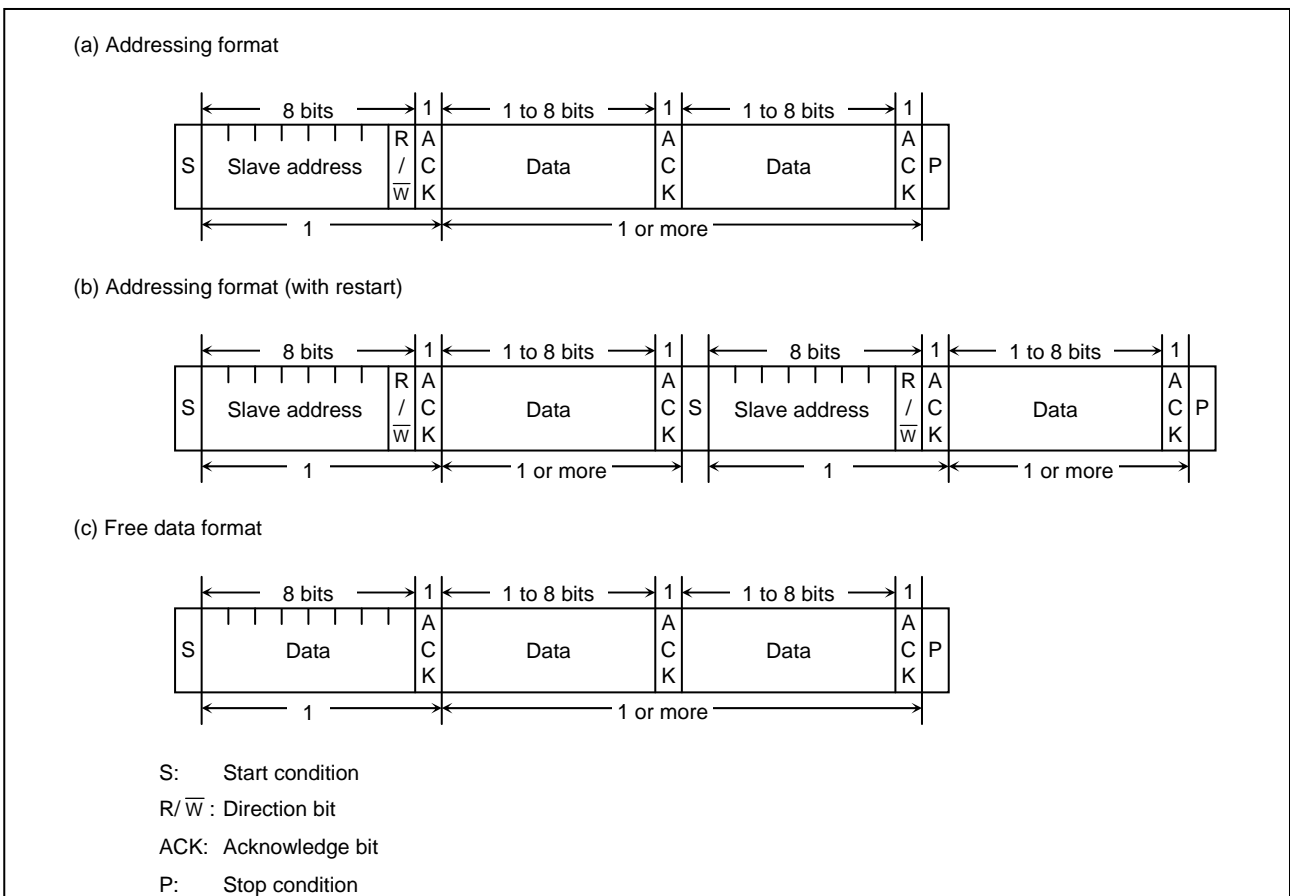 (a) Addressing format
8 bits 1 1 to 8 bits 1 1 to 8 bits 1
S Slave address R/W̅ ACK Data ACK Data ACK P
1 1 or more
(b) Addressing format (with restart)
8 bits 1 1 to 8 bits 1 8 bits 1 1 to 8 bits 1
S Slave address R/W̅ ACK Data ACK S Slave address R/W̅ ACK Data ACK P
1 1 or more 1 1 or more
(c) Free data format
8 bits 1 1 to 8 bits 1 1 to 8 bits 1
S Data ACK Data ACK Data ACK P
1 1 or more
S: Start condition
R/W̅ : Direction bit
ACK: Acknowledge bit
P: Stop condition